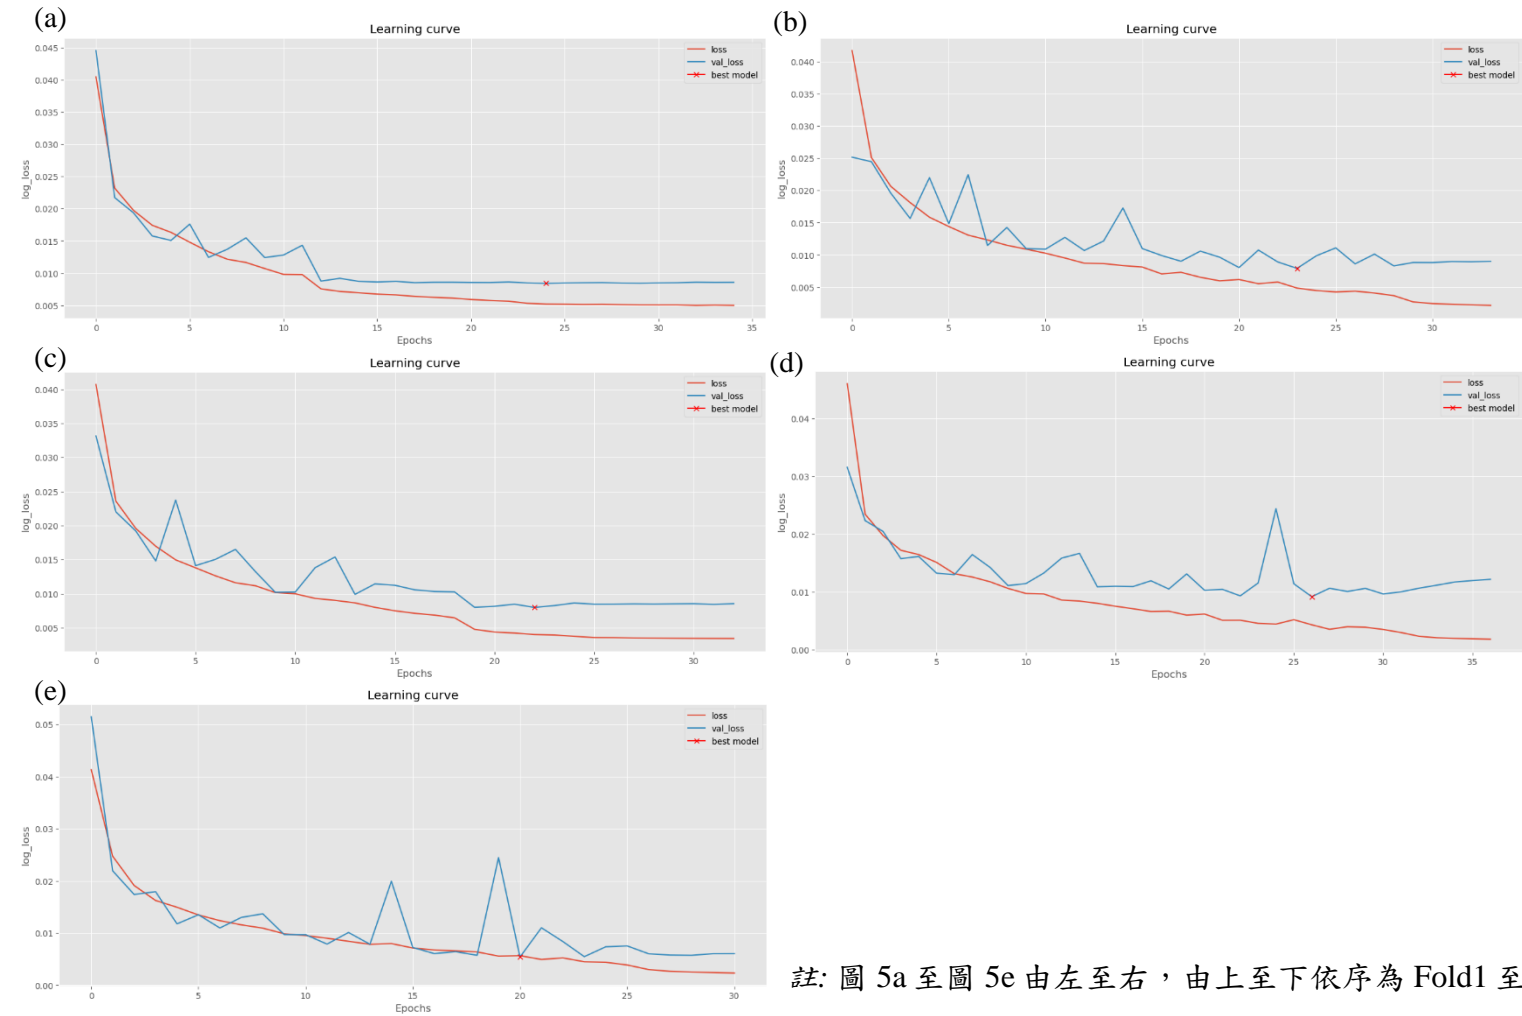 (a)
Learning curve
loss
val_loss
best model
0.045
0.040
0.035
0.030
0.025
0.020
0.015
0.010
0.005
log_loss
0 5 10 15 20 25 30 35
Epochs
(b)
Learning curve
loss
val_loss
best model
0.040
0.035
0.030
0.025
0.020
0.015
0.010
0.005
log_loss
0 5 10 15 20 25 30
Epochs
(c)
Learning curve
loss
val_loss
best model
0.040
0.035
0.030
0.025
0.020
0.015
0.010
0.005
log_loss
0 5 10 15 20 25 30
Epochs
(d)
Learning curve
loss
val_loss
best model
0.04
0.03
0.02
0.01
0.00
log_loss
0 5 10 15 20 25 30 35
Epochs
(e)
Learning curve
loss
val_loss
best model
0.05
0.04
0.03
0.02
0.01
0.00
log_loss
0 5 10 15 20 25 30
Epochs
註: 圖 5a 至圖 5e 由左至右，由上至下依序為 Fold1 至